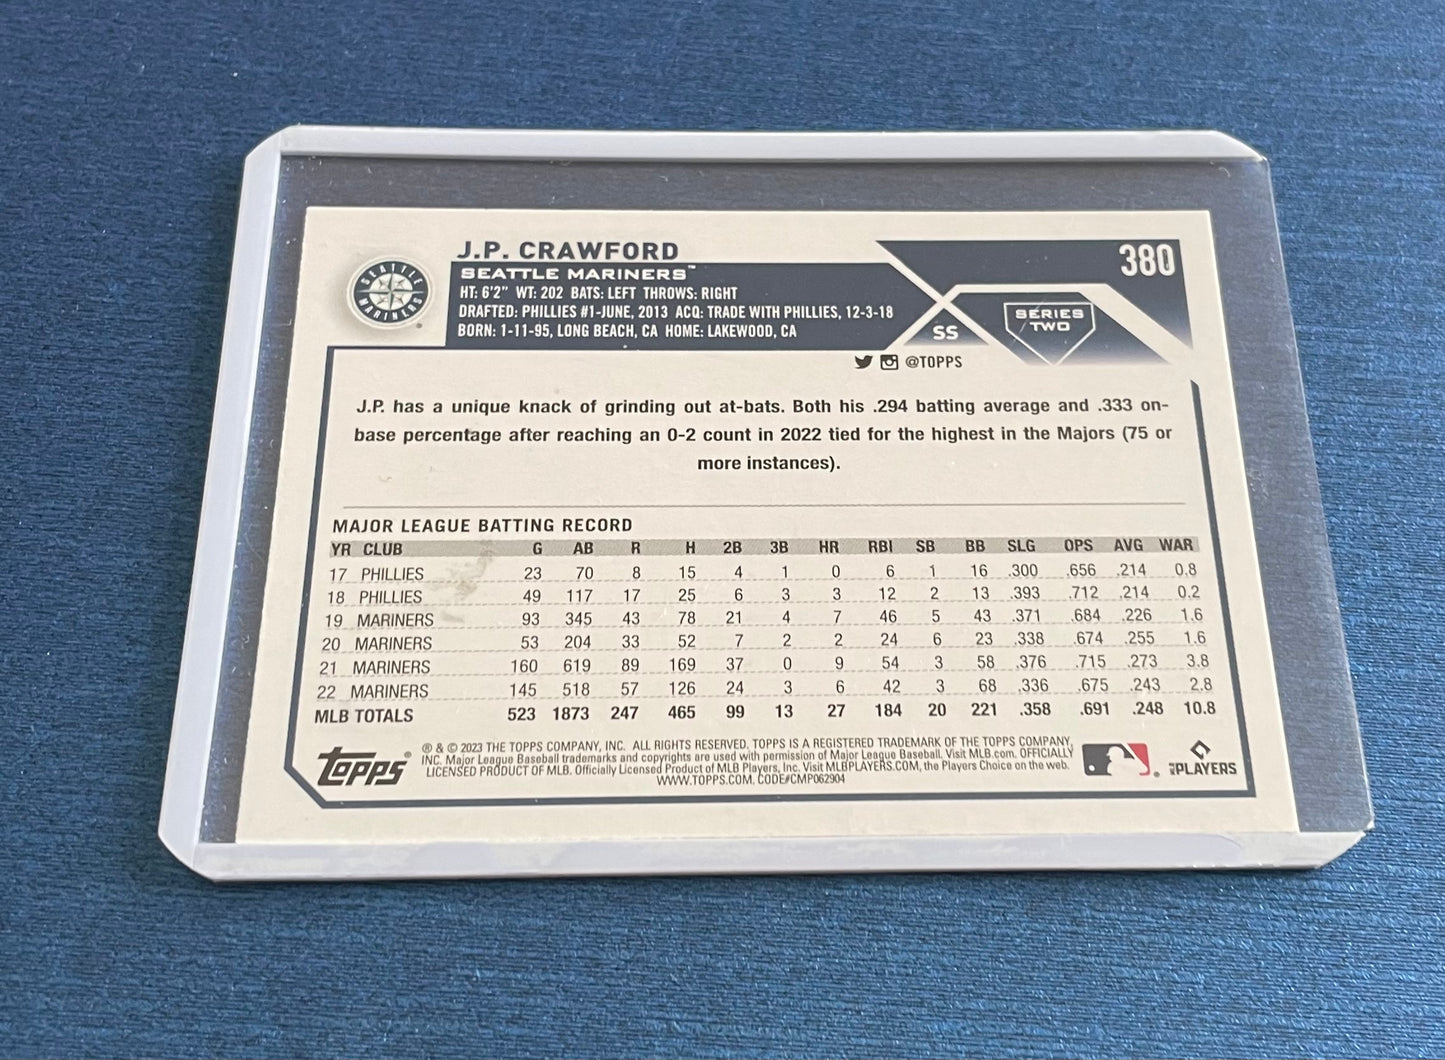 J.P. CRAWFORD
380
SEATTLE MARINERS™
HT: 6'2" WT: 202 BATS: LEFT THROWS: RIGHT
DRAFTED: PHILLIES #1-JUNE, 2013 ACQ: TRADE WITH PHILLIES, 12-3-18
BORN: 1-11-95, LONG BEACH, CA HOME: LAKEWOOD, CA
SS
SERIES
TWO
SEATTLE
MARINERS
@TOPPS
J.P. has a unique knack of grinding out at-bats. Both his .294 batting average and .333 on-
base percentage after reaching an 0-2 count in 2022 tied for the highest in the Majors (75 or
more instances).
MAJOR LEAGUE BATTING RECORD
YR CLUB G AB R H 2B 3B HR RBI SB BB SLG OPS AVG WAR
17 PHILLIES 23 70 8 15 4 1 0 6 1 16 .300 .656 .214 0.8
18 PHILLIES 49 117 17 25 6 3 3 12 2 13 .393 .712 .214 0.2
19 MARINERS 93 345 43 78 21 4 7 46 5 43 .371 .684 .226 1.6
20 MARINERS 53 204 33 52 7 2 2 24 6 23 .338 .674 .255 1.6
21 MARINERS 160 619 89 169 37 0 9 54 3 58 .376 .715 .273 3.8
22 MARINERS 145 518 57 126 24 3 6 42 3 68 .336 .675 .243 2.8
MLB TOTALS 523 1873 247 465 99 13 27 184 20 221 .358 .691 .248 10.8
Topps®
® & © 2023 THE TOPPS COMPANY, INC. ALL RIGHTS RESERVED. TOPPS IS A REGISTERED TRADEMARK OF THE TOPPS COMPANY,
INC. Major League Baseball trademarks and copyrights are used with permission of Major League Baseball. Visit MLB.com. OFFICIALLY
LICENSED PRODUCT OF MLB. Officially Licensed Product of MLB Players, Inc. Visit MLBPLAYERS.COM, the Players Choice on the web.
WWW.TOPPS.COM. CODE#CMP062904
MLB PLAYERS